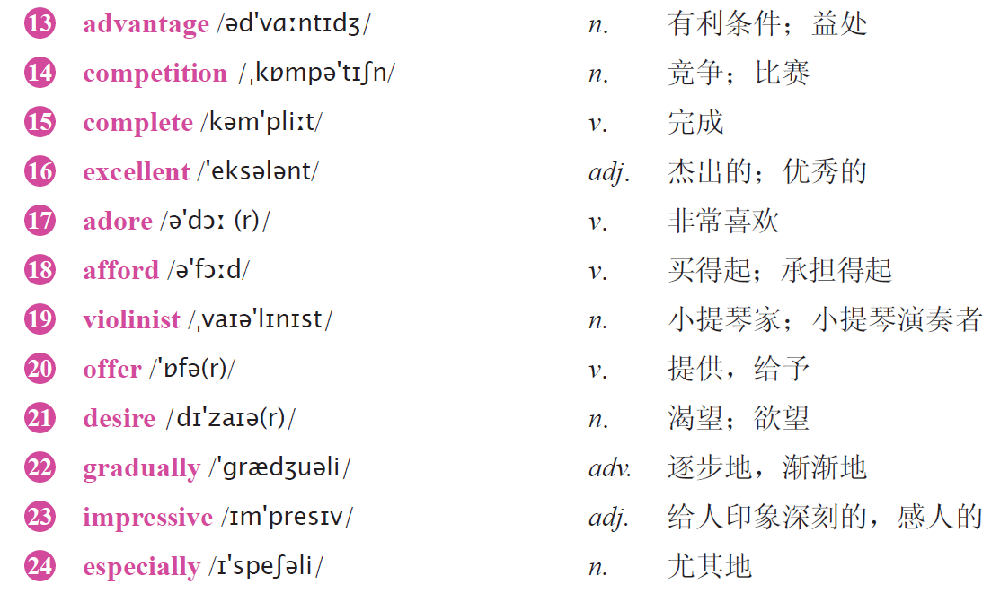 13 advantage /əd'vɑːntɪdʒ/ n. 有利条件；益处
14 competition /ˌkɒmpə'tɪʃn/ n. 竞争；比赛
15 complete /kəm'pliːt/ v. 完成
16 excellent /'eksələnt/ adj. 杰出的；优秀的
17 adore /ə'dɔː (r)/ v. 非常喜欢
18 afford /ə'fɔːd/ v. 买得起；承担得起
19 violinist /ˌvaɪə'lɪnɪst/ n. 小提琴家；小提琴演奏者
20 offer /'ɒfə(r)/ v. 提供，给予
21 desire /dɪ'zaɪə(r)/ n. 渴望；欲望
22 gradually /'ɡrædʒuəli/ adv. 逐步地，渐渐地
23 impressive /ɪm'presɪv/ adj. 给人印象深刻的，感人的
24 especially /ɪ'speʃəli/ n. 尤其地